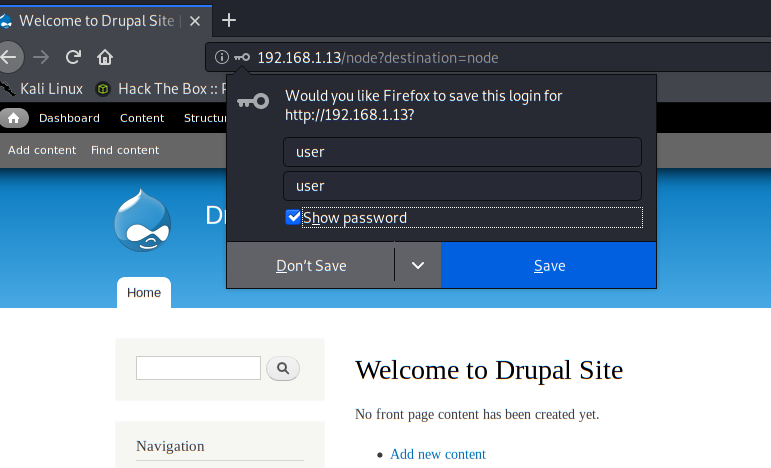 Welcome to Drupal Site |
192.168.1.13/node?destination=node
Kali Linux
Hack The Box ::
Would you like Firefox to save this login for
http://192.168.1.13?
Dashboard
Content
user
Add content
Find content
user
Show password
Don't Save
Save
Home
Welcome to Drupal Site
No front page content has been created yet.
Navigation
Add new content